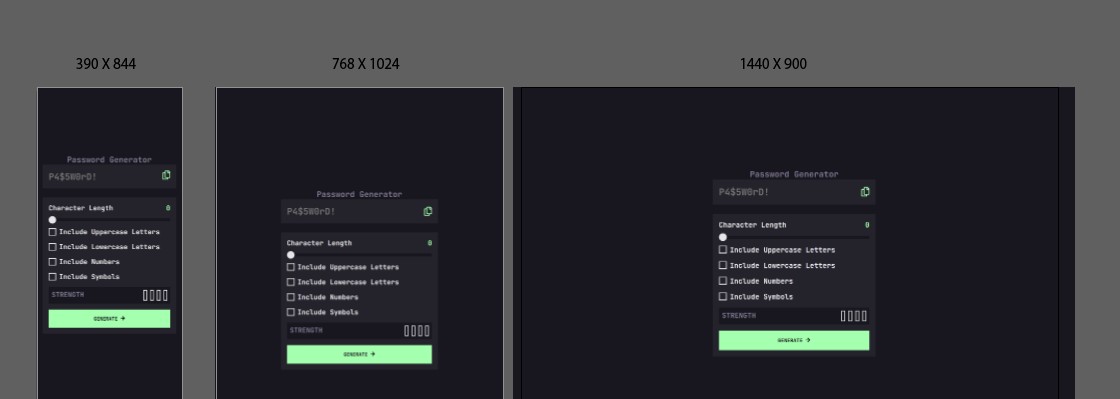 390 X 844
768 X 1024
1440 X 900
Password Generator
P4$5W0rD!
Character Length 0
Include Uppercase Letters
Include Lowercase Letters
Include Numbers
Include Symbols
STRENGTH
GENERATE →
Password Generator
P4$5W0rD!
Character Length 0
Include Uppercase Letters
Include Lowercase Letters
Include Numbers
Include Symbols
STRENGTH
GENERATE →
Password Generator
P4$5W0rD!
Character Length 0
Include Uppercase Letters
Include Lowercase Letters
Include Numbers
Include Symbols
STRENGTH
GENERATE →